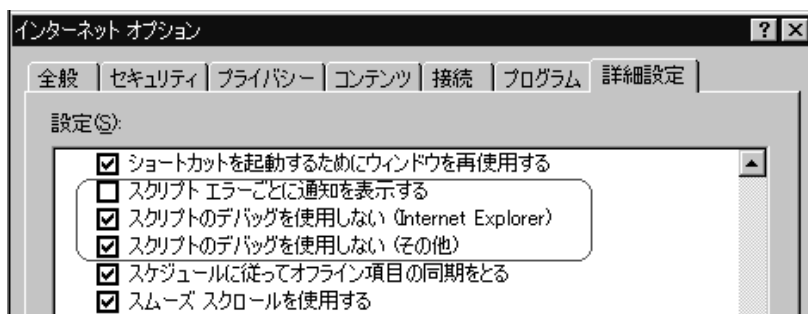 インターネット オプション
全般 セキュリティ プライバシー コンテンツ 接続 プログラム 詳細設定
設定(S):
ショートカットを起動するためにウィンドウを再使用する
スクリプト エラーごとに通知を表示する
スクリプトのデバッグを使用しない (Internet Explorer)
スクリプトのデバッグを使用しない (その他)
スケジュールに従ってオフライン項目の同期をとる
スムーズ スクロールを使用する